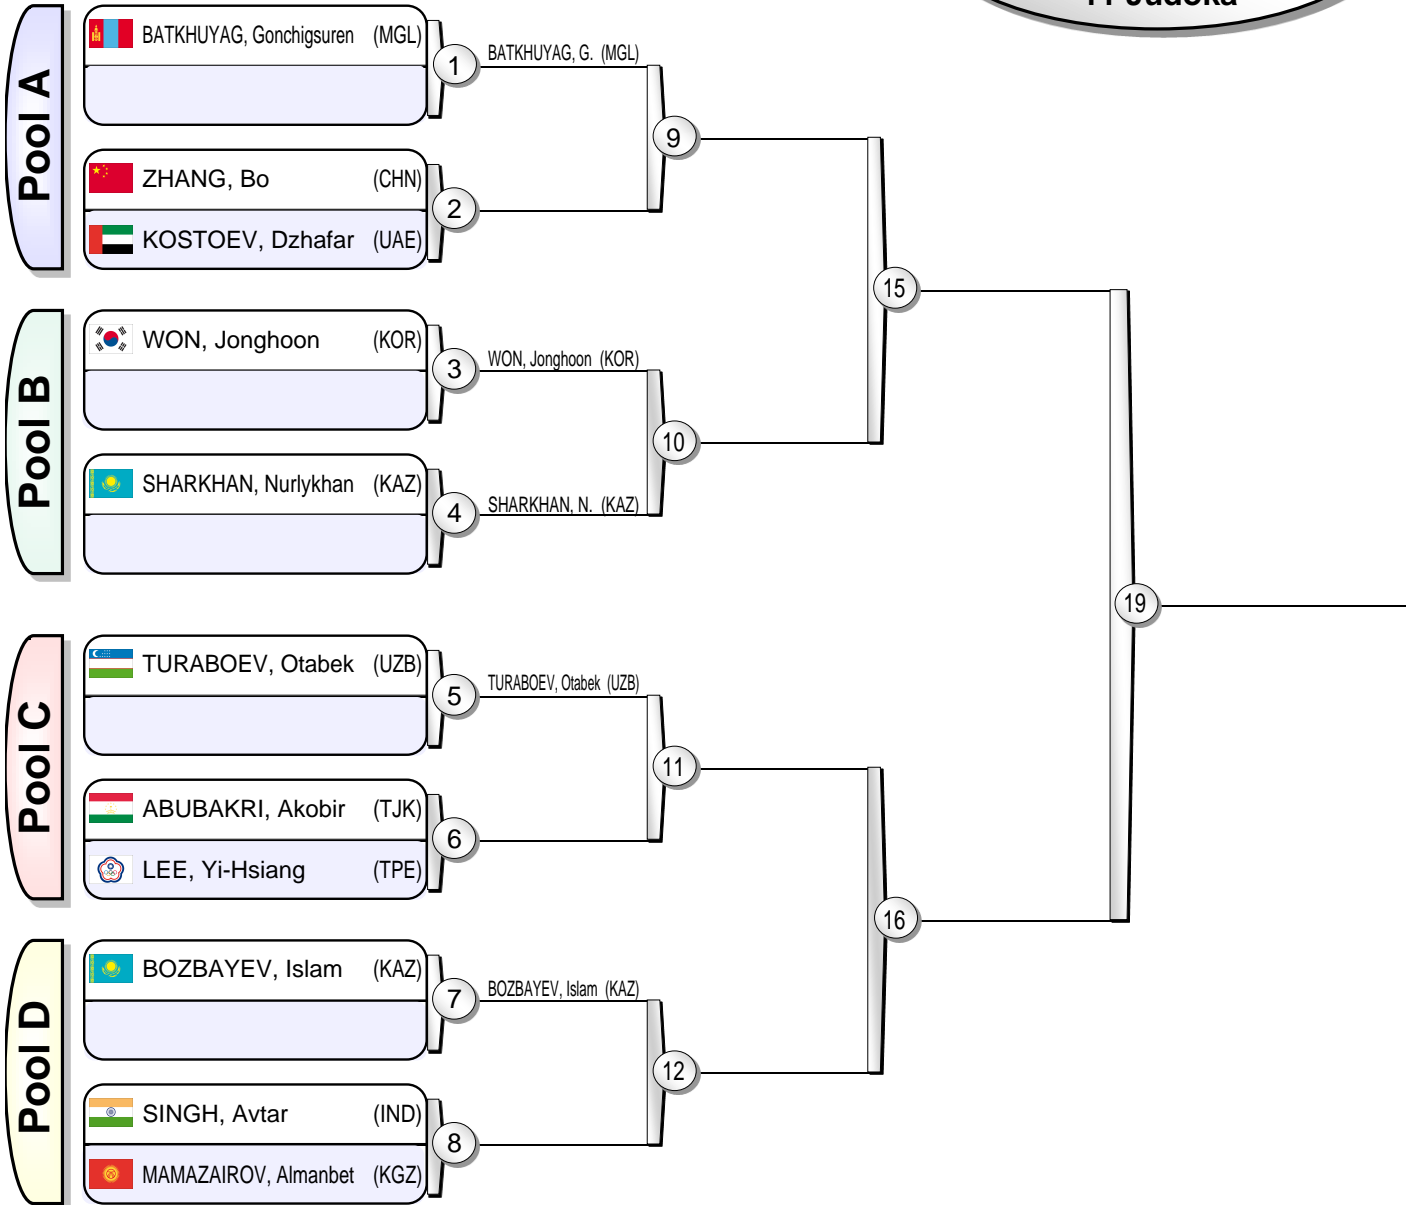 11 Judoka
Pool A
BATKHUYAG, Gonchigsuren (MGL)
1
BATKHUYAG, G. (MGL)
9
ZHANG, Bo (CHN)
2
KOSTOEV, Dzhafar (UAE)
15
Pool B
WON, Jonghoon (KOR)
3
WON, Jonghoon (KOR)
10
SHARKHAN, Nurlykhan (KAZ)
4
SHARKHAN, N. (KAZ)
19
Pool C
TURABOEV, Otabek (UZB)
5
TURABOEV, Otabek (UZB)
11
ABUBAKRI, Akobir (TJK)
6
LEE, Yi-Hsiang (TPE)
16
Pool D
BOZBAYEV, Islam (KAZ)
7
BOZBAYEV, Islam (KAZ)
12
SINGH, Avtar (IND)
8
MAMAZAIROV, Almanbet (KGZ)